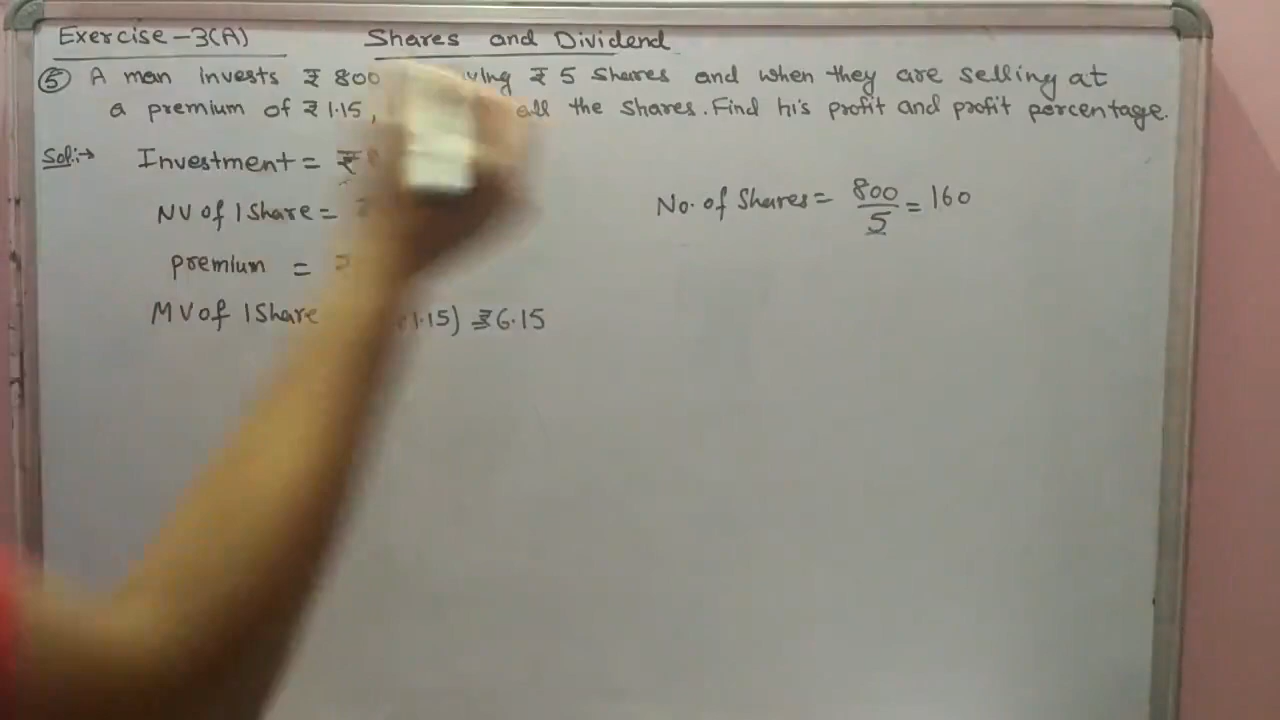 Exercise-3(A) Shares and Dividend
⑤ A man invests ₹ 800 ying ₹ 5 Shares and when they are selling at
a premium of ₹1.15, all the shares. Find his profit and profit percentage.
Sol:→ Investment = ₹
NV of 1 Share =
No. of Shares = 800/5 = 160
premium = ₹
MV of 1 Share 1.15) = ₹6.15